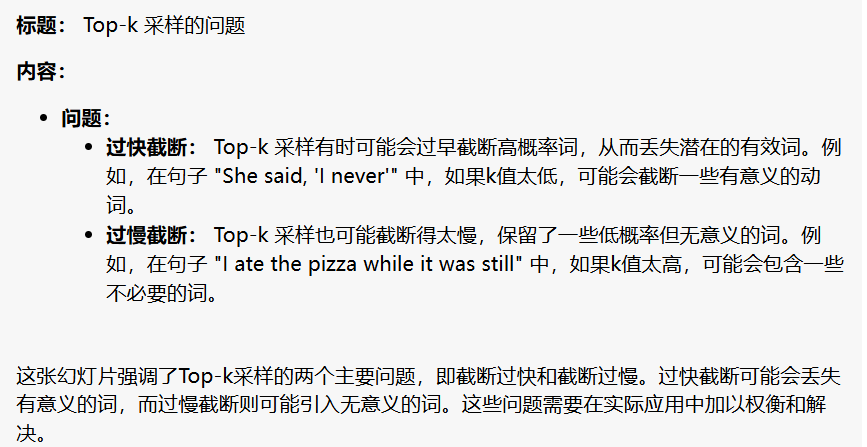 标题： Top-k 采样的问题
内容：
• 问题：
• 过快截断： Top-k 采样有时可能会过早截断高概率词，从而丢失潜在的有效词。例
如，在句子 "She said, 'I never'" 中，如果k值太低，可能会截断一些有意义的动
词。
• 过慢截断： Top-k 采样也可能截断得太慢，保留了一些低概率但无意义的词。例
如，在句子 "I ate the pizza while it was still" 中，如果k值太高，可能会包含一些
不必要的词。
这张幻灯片强调了Top-k采样的两个主要问题，即截断过快和截断过慢。过快截断可能会丢失
有意义的词，而过慢截断则可能引入无意义的词。这些问题需要在实际应用中加以权衡和解
决。